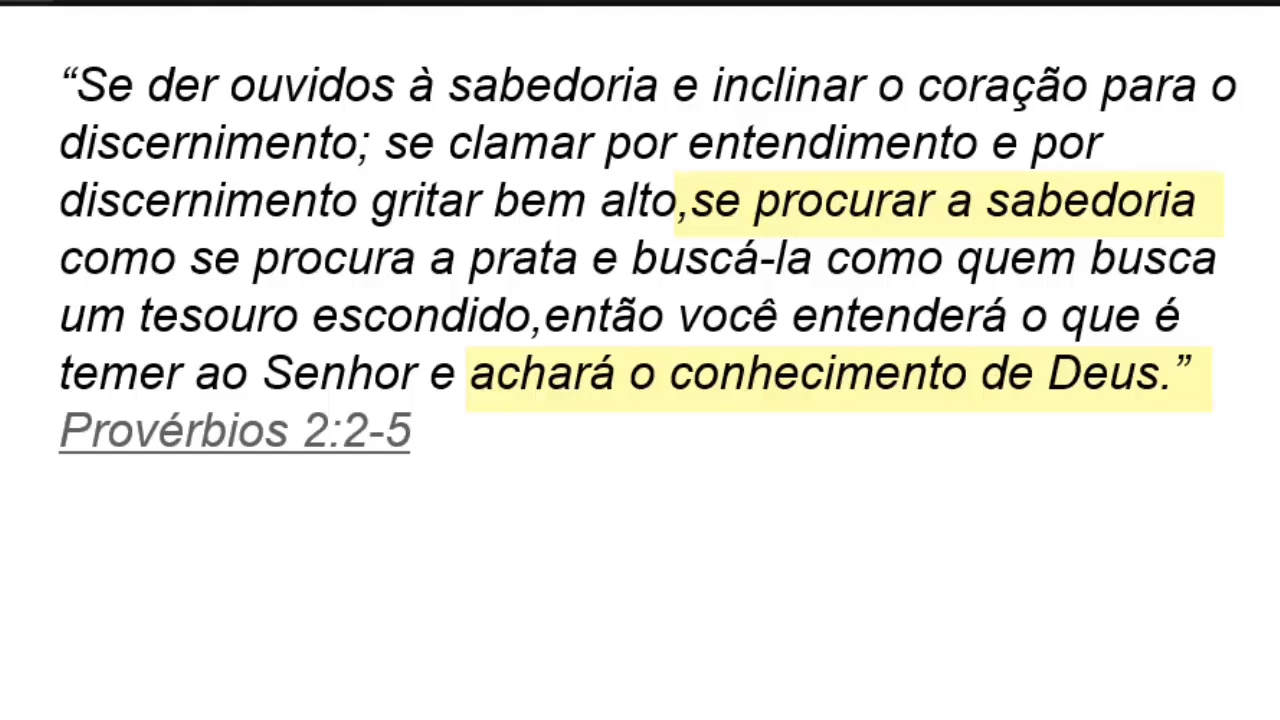 “Se der ouvidos à sabedoria e inclinar o coração para o
discernimento; se clamar por entendimento e por
discernimento gritar bem alto,se procurar a sabedoria
como se procura a prata e buscá-la como quem busca
um tesouro escondido,então você entenderá o que é
temer ao Senhor e achará o conhecimento de Deus.”
Provérbios 2:2-5